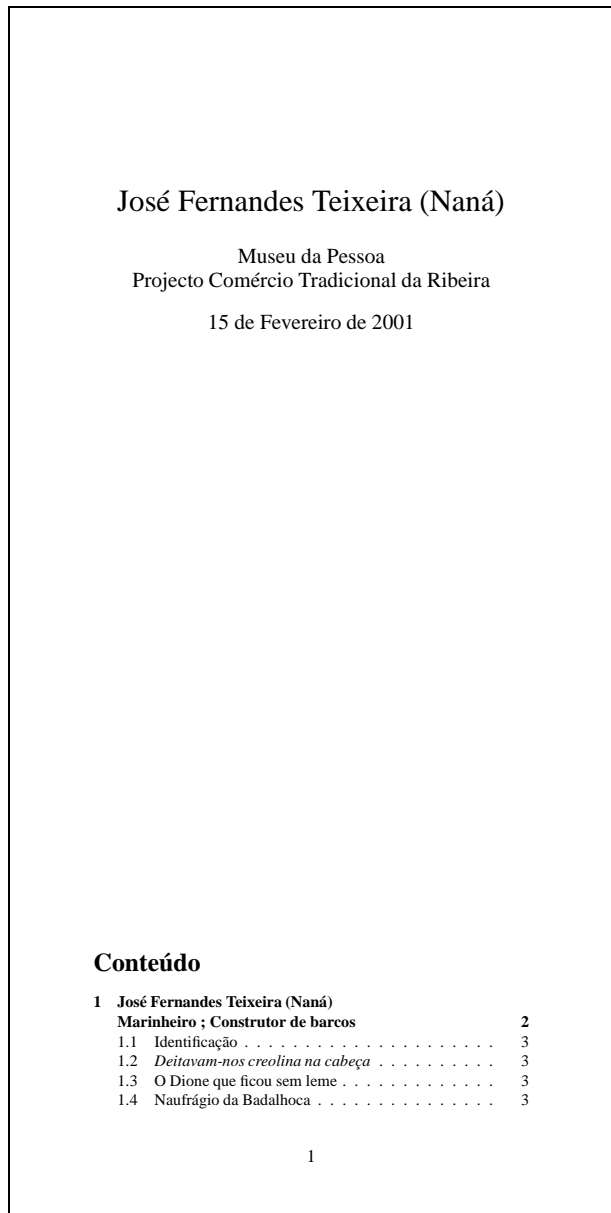 José Fernandes Teixeira (Naná)
Museu da Pessoa
Projecto Comércio Tradicional da Ribeira
15 de Fevereiro de 2001
Conteúdo
1 José Fernandes Teixeira (Naná)
Marinheiro ; Construtor de barcos 2
1.1 Identificação . . . . . . . . . . . . . . . . . . . . . . 3
1.2 Deitavam-nos creolina na cabeça . . . . . . . . . . 3
1.3 O Dione que ficou sem leme . . . . . . . . . . . . . 3
1.4 Naufrágio da Badalhoca . . . . . . . . . . . . . . . 3
1